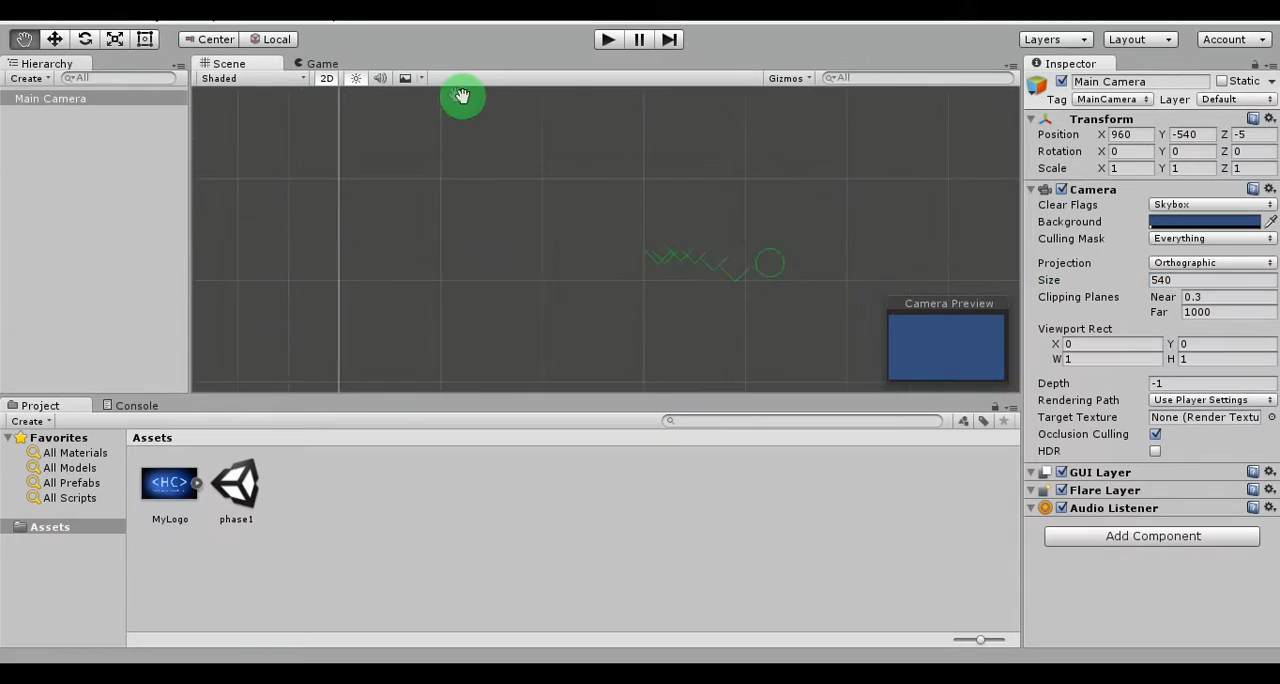 Center Local Layers Layout Account
Hierarchy Scene Game Inspector
Create All Shaded 2D Gizmos All Main Camera Static
Main Camera Tag MainCamera Layer Default
Transform
Position X 960 Y -540 Z -5
Rotation X 0 Y 0 Z 0
Scale X 1 Y 1 Z 1
Camera
Clear Flags Skybox
Background
Culling Mask Everything
Projection Orthographic
Size 540
Clipping Planes Near 0.3
Far 1000
Camera Preview
Viewport Rect
X 0 Y 0
W 1 H 1
Depth -1
Rendering Path Use Player Settings
Target Texture None (Render Textu
Occlusion Culling
HDR
GUI Layer
Flare Layer
Audio Listener
Add Component
Project Console
Create
Favorites Assets
All Materials
All Models
All Prefabs
All Scripts
Assets
<HC>
MyLogo phase1